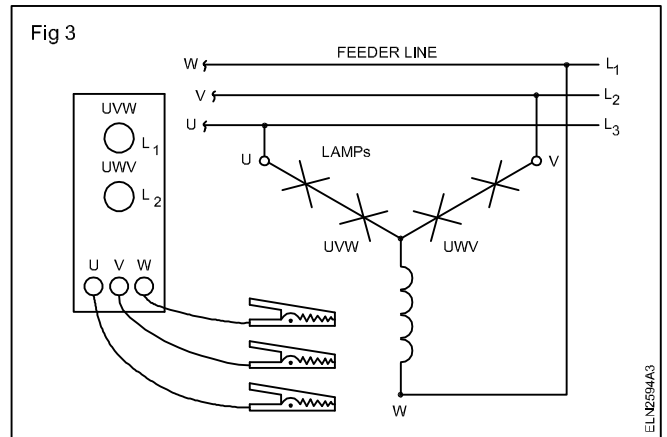 Fig 3
FEEDER LINE
W
L1
V
L2
U
L3
UVW
L1
UWV
L2
U V W
U
LAMPs
V
UVW
UWV
W
ELN2594A3